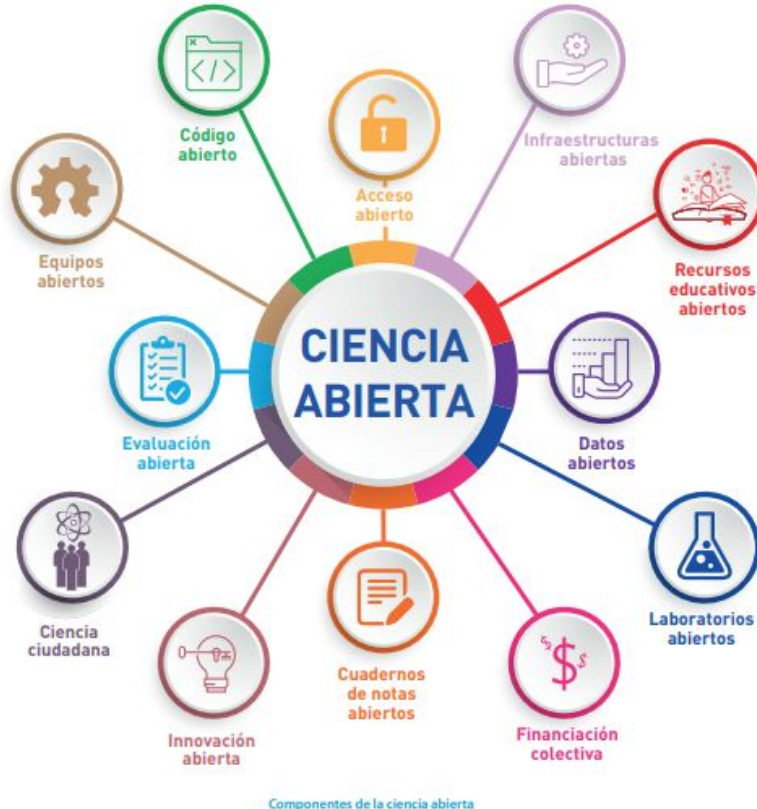 Código
abierto
Acceso
abierto
Infraestructuras
abiertas
Equipos
abiertos
Recursos
educativos
abiertos
CIENCIA
ABIERTA
Evaluación
abierta
Datos
abiertos
Ciencia
ciudadana
Laboratorios
abiertos
Innovación
abierta
Cuadernos
de notas
abiertos
Financiación
colectiva
Componentes de la ciencia abierta